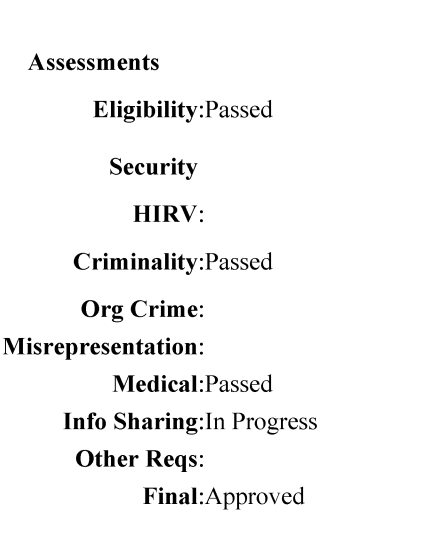 Assessments
Eligibility:Passed
Security
HIRV:
Criminality:Passed
Org Crime:
Misrepresentation:
Medical:Passed
Info Sharing:In Progress
Other Reqs:
Final:Approved